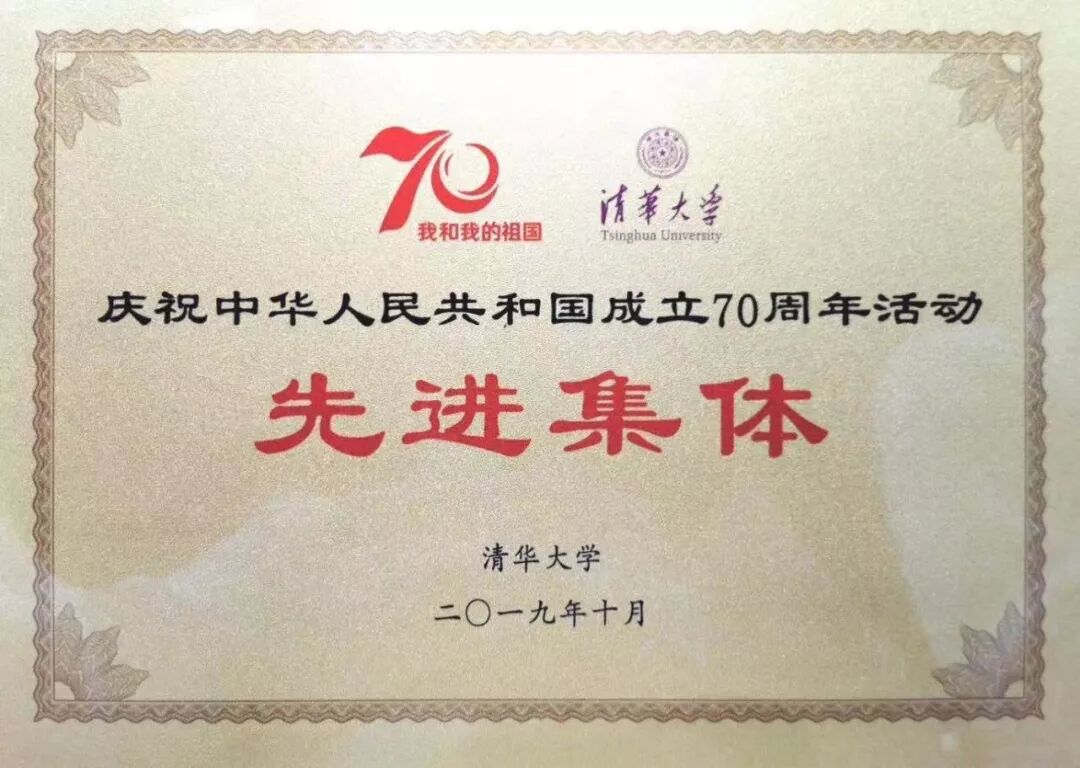 70
我和我的祖国
清華大学
Tsinghua University
庆祝中华人民共和国成立70周年活动
先进集体
清华大学
二〇一九年十月